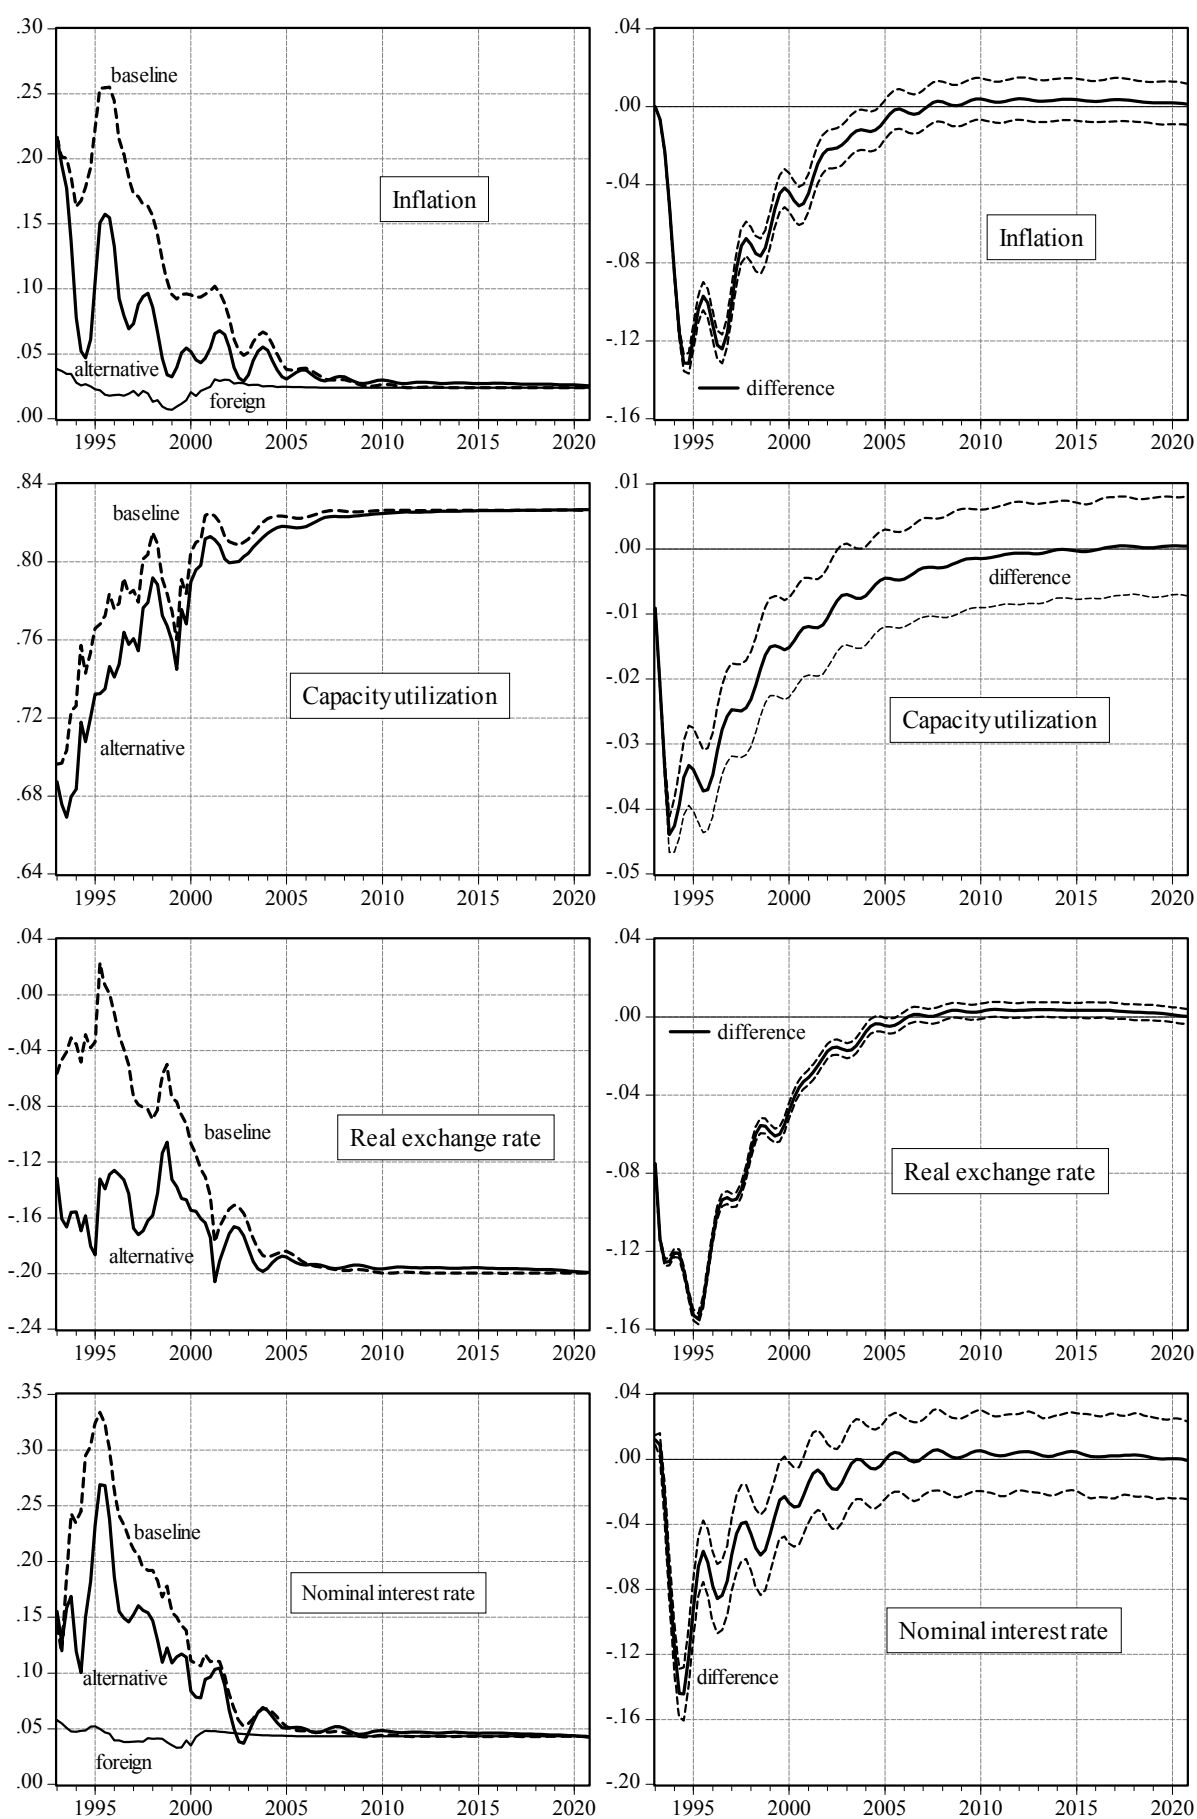 .30
.25
.20
.15
.10
.05
.00
baseline
Inflation
alternative
foreign
1995 2000 2005 2010 2015 2020
.04
.00
-.04
-.08
-.12
-.16
Inflation
difference
1995 2000 2005 2010 2015 2020
.84
.80
.76
.72
.68
.64
baseline
Capacity utilization
alternative
1995 2000 2005 2010 2015 2020
.01
.00
-.01
-.02
-.03
-.04
-.05
difference
Capacity utilization
1995 2000 2005 2010 2015 2020
.04
.00
-.04
-.08
-.12
-.16
-.20
-.24
baseline
Real exchange rate
alternative
1995 2000 2005 2010 2015 2020
.04
.00
-.04
-.08
-.12
-.16
difference
Real exchange rate
1995 2000 2005 2010 2015 2020
.35
.30
.25
.20
.15
.10
.05
.00
baseline
Nominal interest rate
alternative
foreign
1995 2000 2005 2010 2015 2020
.04
.00
-.04
-.08
-.12
-.16
-.20
Nominal interest rate
difference
1995 2000 2005 2010 2015 2020